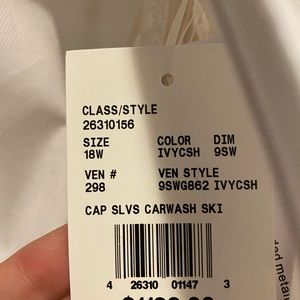 CLASS/STYLE
26310156
SIZE COLOR DIM
18W IVYCSH 9SW
VEN # VEN STYLE
298 9SWG862 IVYCSH
CAP SLVS CARWASH SKI
4 26310 01147 3
metal